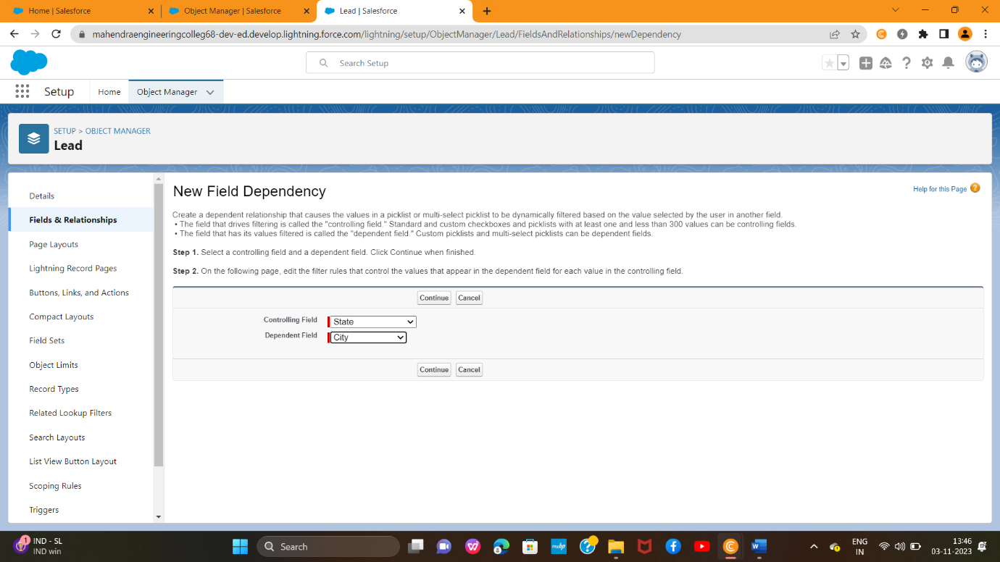 Home | Salesforce
Object Manager | Salesforce
Lead | Salesforce
mahendraengineeringcolleg68-dev-ed.develop.lightning.force.com/lightning/setup/ObjectManager/Lead/FieldsAndRelationships/newDependency
Search Setup
Setup
Home
Object Manager
SETUP > OBJECT MANAGER
Lead
Details
Fields & Relationships
Page Layouts
Lightning Record Pages
Buttons, Links, and Actions
Compact Layouts
Field Sets
Object Limits
Record Types
Related Lookup Filters
Search Layouts
List View Button Layout
Scoping Rules
Triggers
New Field Dependency
Help for this Page
Create a dependent relationship that causes the values in a picklist or multi-select picklist to be dynamically filtered based on the value selected by the user in another field.
• The field that drives filtering is called the "controlling field." Standard and custom checkboxes and picklists with at least one and less than 300 values can be controlling fields.
• The field that has its values filtered is called the "dependent field." Custom picklists and multi-select picklists can be dependent fields.
Step 1. Select a controlling field and a dependent field. Click Continue when finished.
Step 2. On the following page, edit the filter rules that control the values that appear in the dependent field for each value in the controlling field.
Continue Cancel
Controlling Field State
Dependent Field City
Continue Cancel
1
IND - SL
IND win
Search
myhp
ENG
IN
13:46
03-11-2023